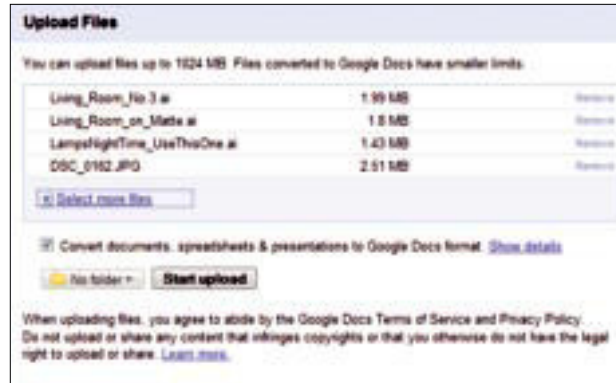 Upload Files
You can upload files up to 1024 MB. Files converted to Google Docs have smaller limits.
Living_Room_No.3.ai 1.99 MB Remove
Living_Room_on_Matte.ai 1.8 MB Remove
LampsNightTime_UseThisOne.ai 1.43 MB Remove
DSC_0162.JPG 2.51 MB Remove
Select more files
Convert documents, spreadsheets & presentations to Google Docs format. Show details
No folder Start upload
When uploading files, you agree to abide by the Google Docs Terms of Service and Privacy Policy.
Do not upload or share any content that infringes copyrights or that you otherwise do not have the legal
right to upload or share. Learn more.